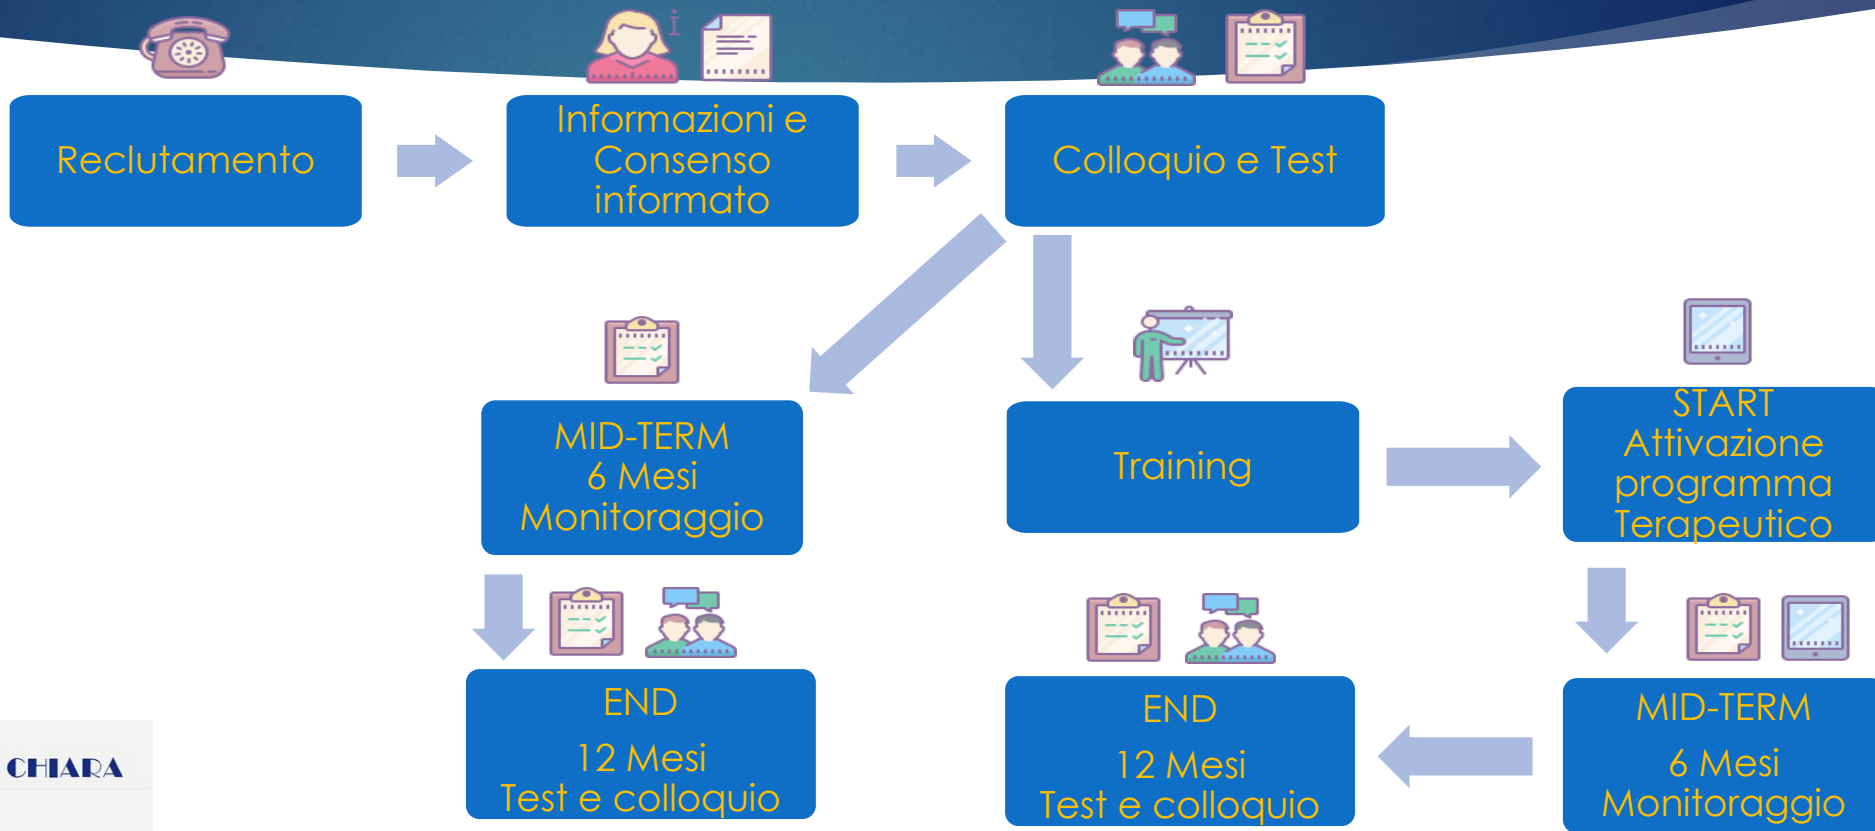 Reclutamento
Informazioni e
Consenso
informato
Colloquio e Test
MID-TERM
6 Mesi
Monitoraggio
Training
START
Attivazione
programma
Terapeutico
END
12 Mesi
Test e colloquio
END
12 Mesi
Test e colloquio
MID-TERM
6 Mesi
Monitoraggio
CHIARA